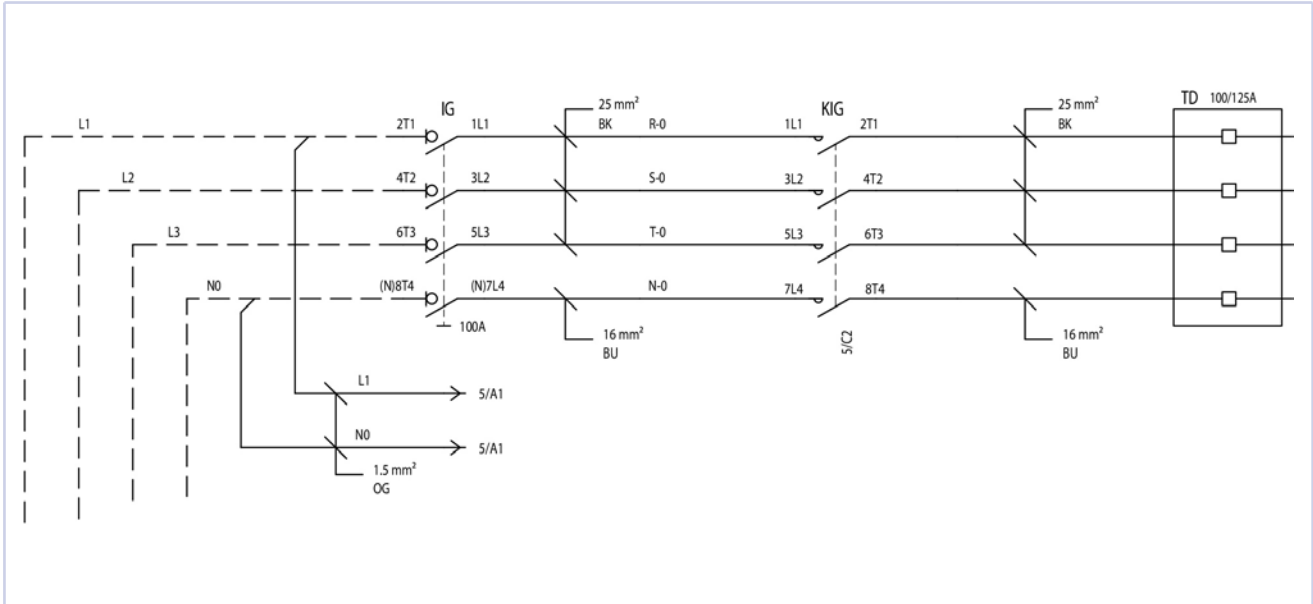 IG
25 mm²
BK
KIG
25 mm²
BK
TD 100/125A
L1
2T1
1L1
R-0
1L1
2T1
L2
4T2
3L2
S-0
3L2
4T2
L3
6T3
5L3
T-0
5L3
6T3
N0
(N)8T4
(N)7L4
N-0
7L4
8T4
100A
16 mm²
BU
5/C2
16 mm²
BU
L1
5/A1
N0
5/A1
1.5 mm²
OG